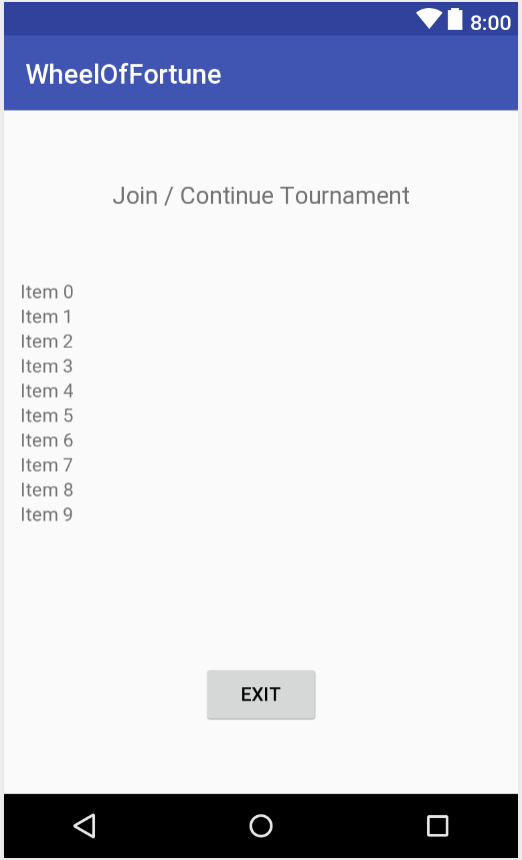 8:00
WheelOfFortune
Join / Continue Tournament
Item 0
Item 1
Item 2
Item 3
Item 4
Item 5
Item 6
Item 7
Item 8
Item 9
EXIT